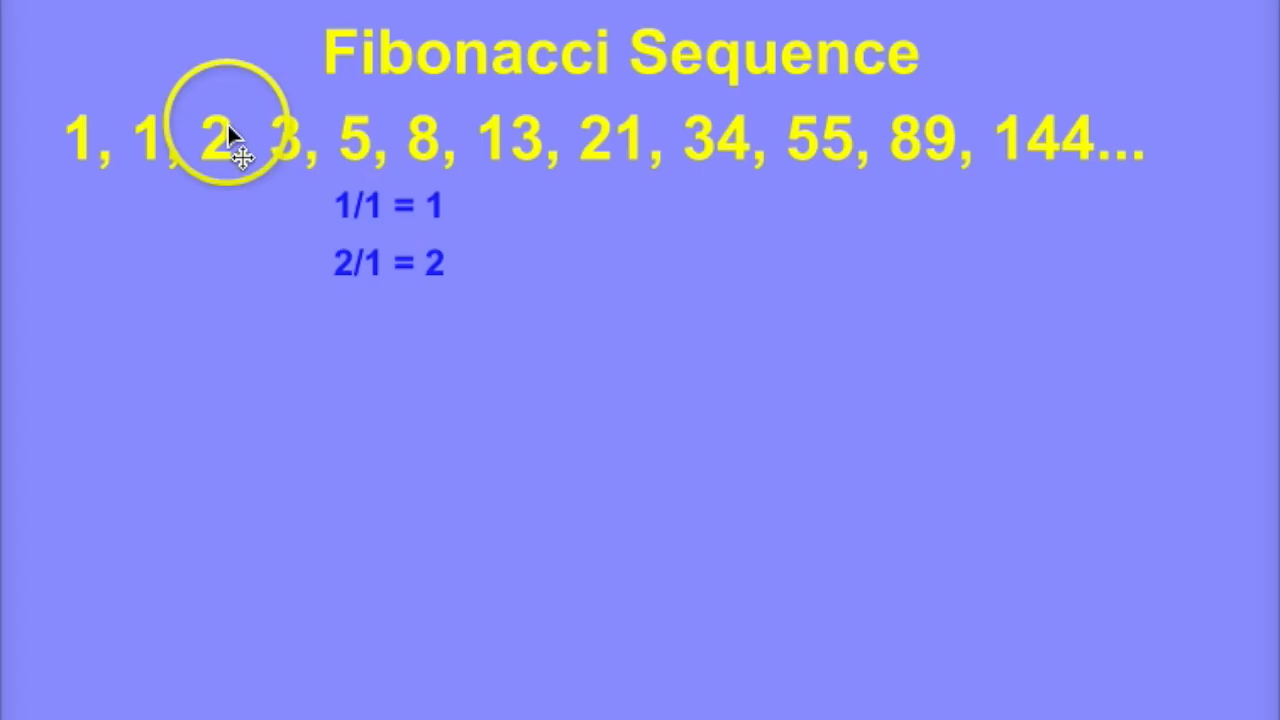 Fibonacci Sequence
1, 1, 2, 3, 5, 8, 13, 21, 34, 55, 89, 144...
1/1 = 1
2/1 = 2